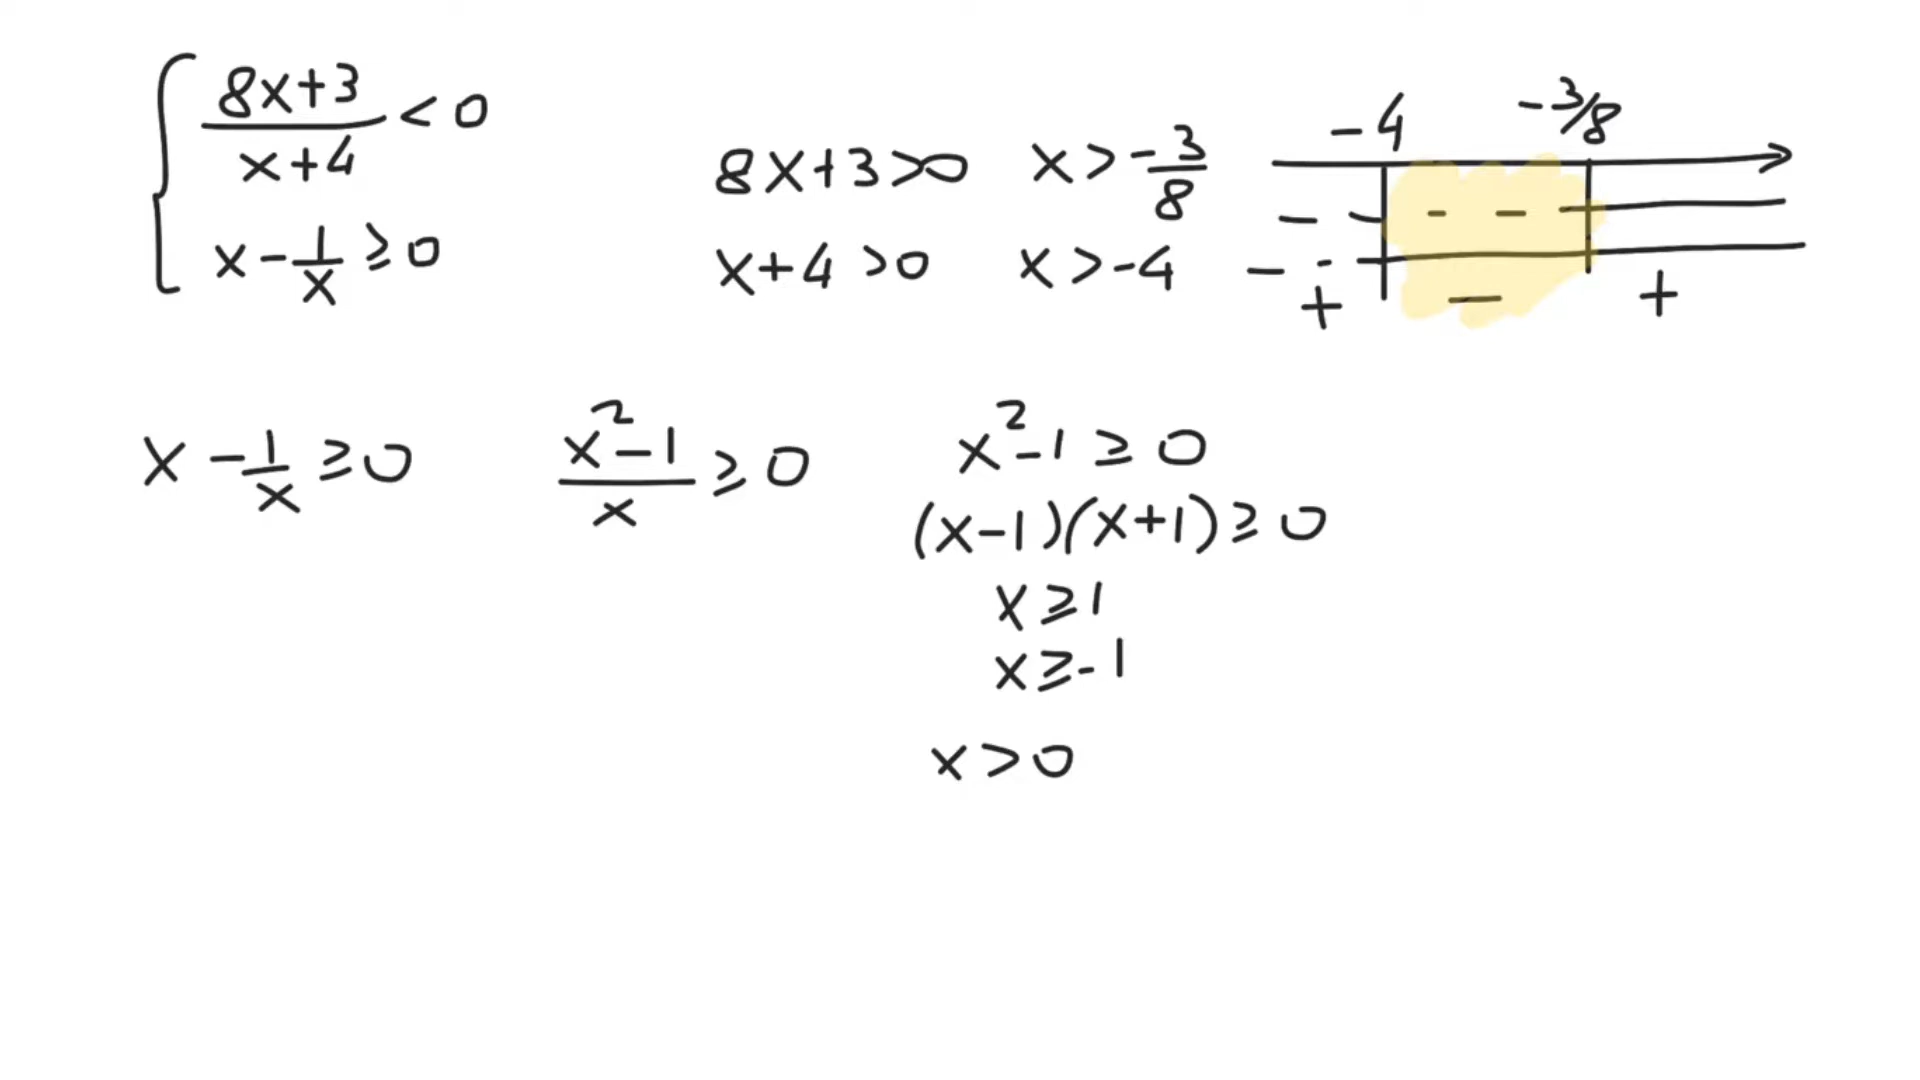 8x+3
―――― < 0
x+4
x - 1/x ≥ 0
8x+3>0 x > -3/8
x+4>0 x > -4
-4 -3/8
- - - - -
- - -
+ - +
x - 1/x ≥ 0 x²-1/x ≥ 0 x²-1 ≥ 0
(x-1)(x+1) ≥ 0
x ≥ 1
x ≥ -1
x > 0